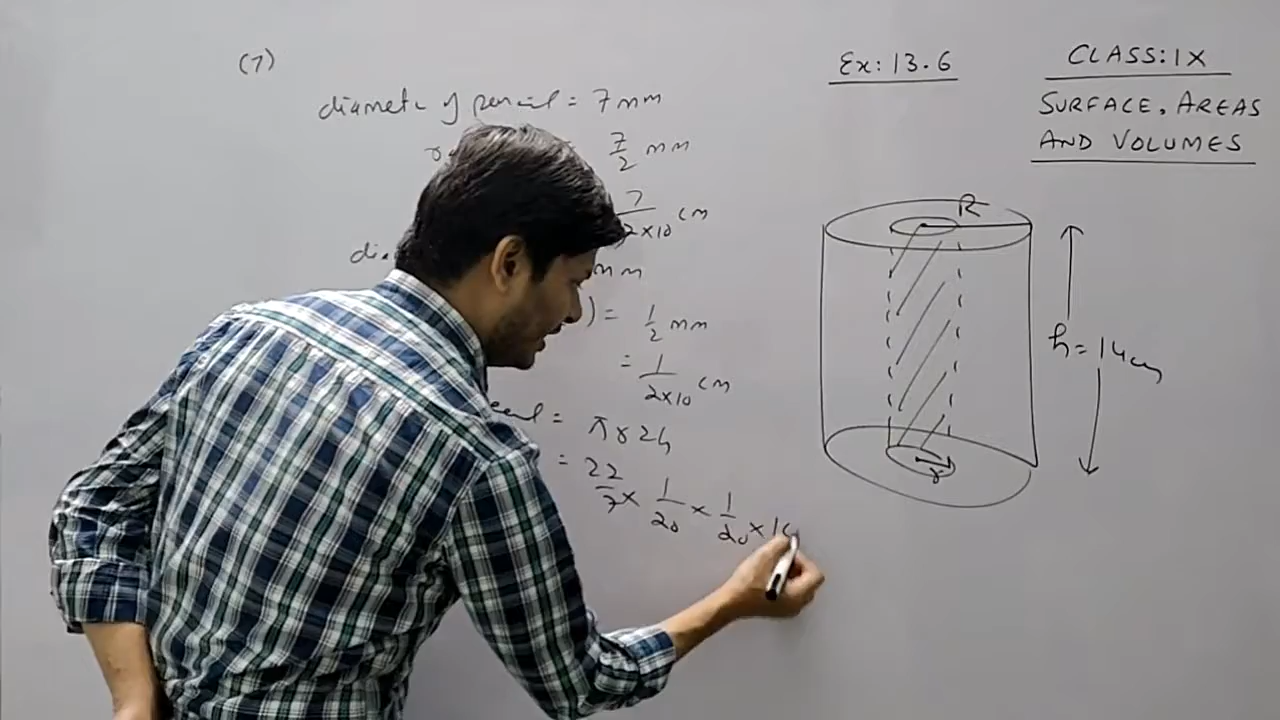 (7)
Ex: 13.6
CLASS: IX
SURFACE, AREAS
AND VOLUMES
diameter of pencil = 7mm
7/2 mm
7/2×10 cm
mm
) = 1/2 mm
= 1/2×10 cm
= πr2h
= 22/7 × 1/20 × 1/20 × 14
R
h = 14cm
r